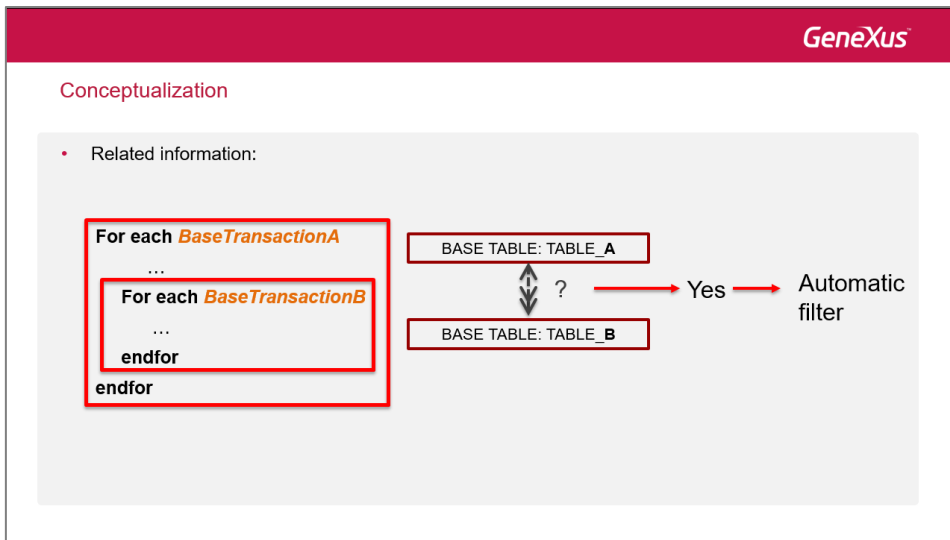 GeneXus™
Conceptualization
• Related information:
For each BaseTransactionA
...
For each BaseTransactionB
...
endfor
endfor
BASE TABLE: TABLE_A
?
BASE TABLE: TABLE_B
Yes
Automatic
filter